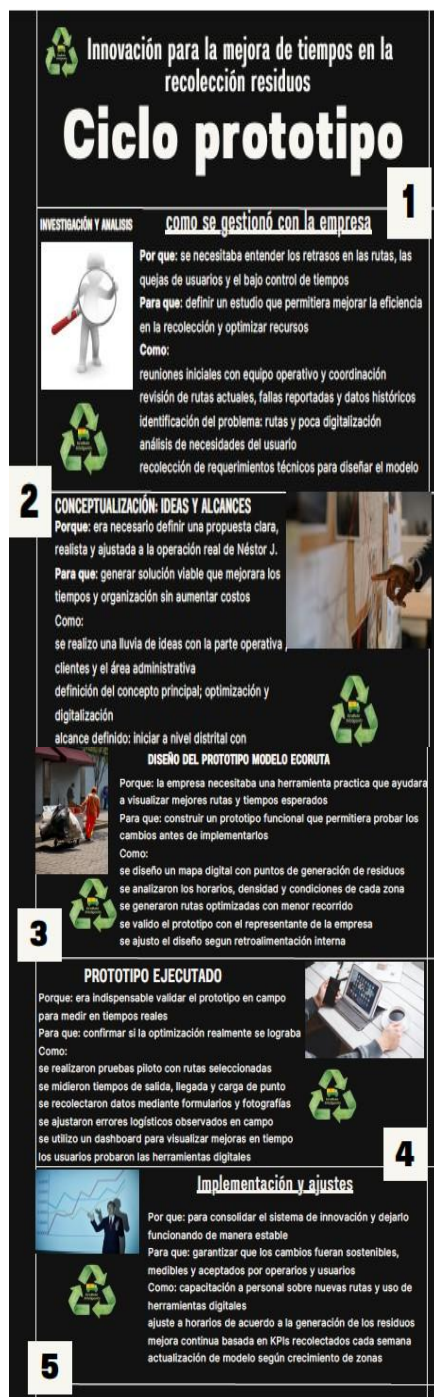 Innovación para la mejora de tiempos en la
recolección residuos
Ciclo prototipo
1
INVESTIGACIÓN Y ANALISIS
como se gestionó con la empresa
Por que: se necesitaba entender los retrasos en las rutas, las
quejas de usuarios y el bajo control de tiempos
Para que: definir un estudio que permitiera mejorar la eficiencia
en la recolección y optimizar recursos
Como:
reuniones iniciales con equipo operativo y coordinación
revisión de rutas actuales, fallas reportadas y datos históricos
identificación del problema: rutas y poca digitalización
análisis de necesidades del usuario
recolección de requerimientos técnicos para diseñar el modelo
2
CONCEPTUALIZACIÓN: IDEAS Y ALCANCES
Porque: era necesario definir una propuesta clara,
realista y ajustada a la operación real de Néstor J.
Para que: generar solución viable que mejorara los
tiempos y organización sin aumentar costos
Como:
se realizo una lluvia de ideas con la parte operativa ,
clientes y el área administrativa
definición del concepto principal; optimización y
digitalización
alcance definido: iniciar a nivel distrital con
DISEÑO DEL PROTOTIPO MODELO ECORUTA
Porque: la empresa necesitaba una herramienta practica que ayudara
a visualizar mejores rutas y tiempos esperados
Para que: construir un prototipo funcional que permitiera probar los
cambios antes de implementarlos
Como:
se diseño un mapa digital con puntos de generación de residuos
se analizaron los horarios, densidad y condiciones de cada zona
se generaron rutas optimizadas con menor recorrido
se valido el prototipo con el representante de la empresa
se ajusto el diseño segun retroalimentación interna
3
PROTOTIPO EJECUTADO
Porque: era indispensable validar el prototipo en campo
para medir en tiempos reales
Para que: confirmar si la optimización realmente se lograba
Como:
se realizaron pruebas piloto con rutas seleccionadas
se midieron tiempos de salida, llegada y carga de punto
se recolectaron datos mediante formularios y fotografías
se ajustaron errores logísticos observados en campo
se utilizo un dashboard para visualizar mejoras en tiempo
los usuarios probaron las herramientas digitales
4
Implementación y ajustes
Por que: para consolidar el sistema de innovación y dejarlo
funcionando de manera estable
Para que: garantizar que los cambios fueran sostenibles,
medibles y aceptados por operarios y usuarios
Como: capacitación a personal sobre nuevas rutas y uso de
herramientas digitales
ajuste a horarios de acuerdo a la generación de los residuos
mejora continua basada en KPIs recolectados cada semana
actualización de modelo según crecimiento de zonas
5